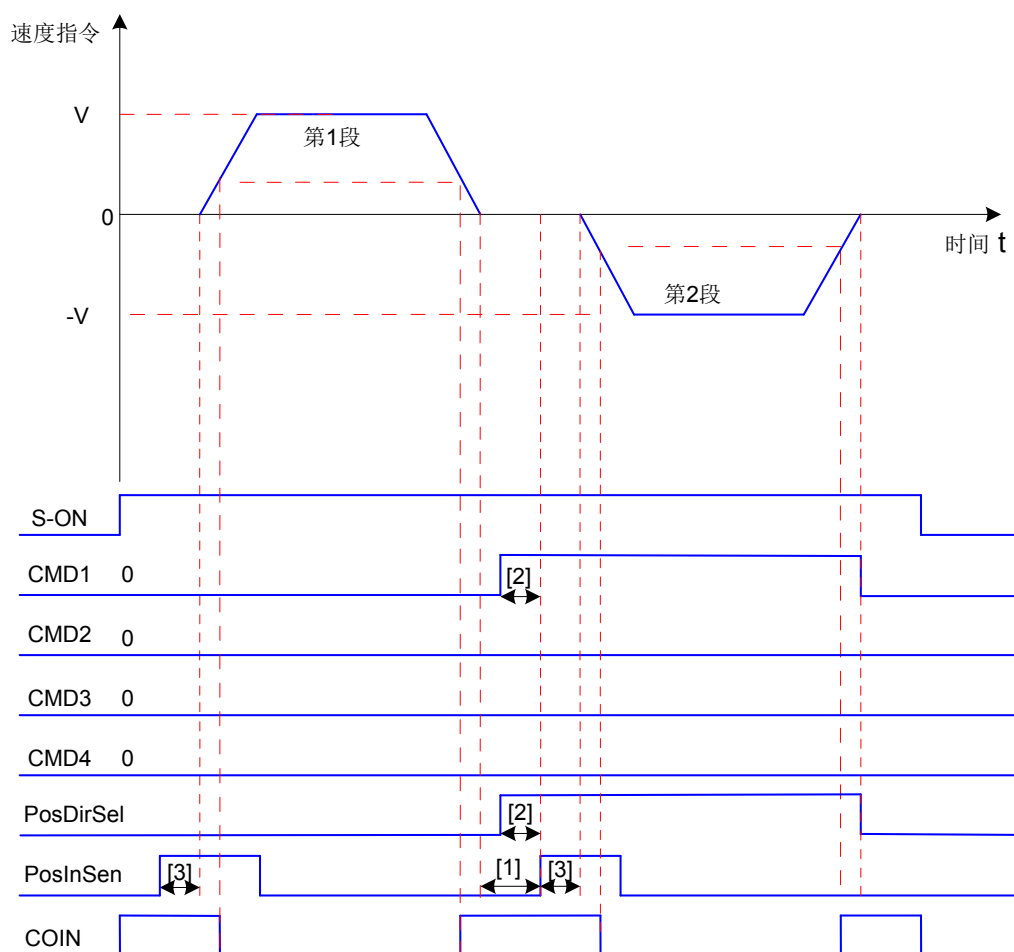 速度指令
V
第1段
0
时间 t
第2段
-V
S-ON
CMD1 0
[2]
CMD2 0
CMD3 0
CMD4 0
PosDirSel
[2]
PosInSen
[3]
[1]
[3]
COIN